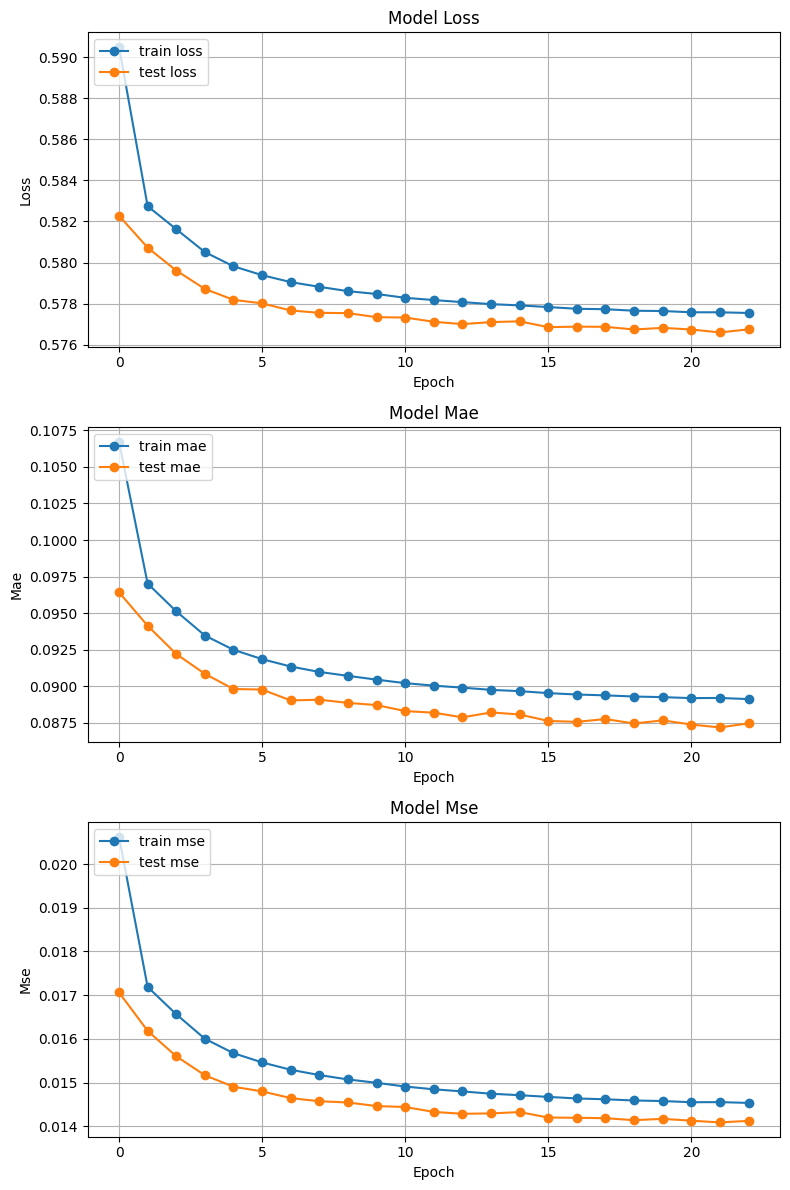 Model Loss
train loss
test loss
0.590
0.588
0.586
0.584
0.582
0.580
0.578
0.576
Loss
0
5
10
15
20
Epoch
Model Mae
train mae
test mae
0.1075
0.1050
0.1025
0.1000
0.0975
0.0950
0.0925
0.0900
0.0875
Mae
0
5
10
15
20
Epoch
Model Mse
train mse
test mse
0.020
0.019
0.018
0.017
0.016
0.015
0.014
Mse
0
5
10
15
20
Epoch